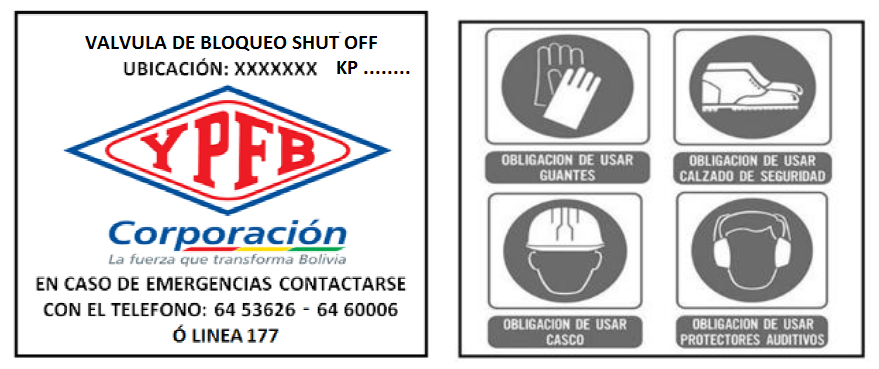 VALVULA DE BLOQUEO SHUT OFF
UBICACIÓN: XXXXXXX KP ........
YPFB
Corporación
La fuerza que transforma Bolivia
EN CASO DE EMERGENCIAS CONTACTARSE
CON EL TELEFONO: 64 53626 - 64 60006
Ó LINEA 177
OBLIGACION DE USAR
GUANTES
OBLIGACION DE USAR
CALZADO DE SEGURIDAD
OBLIGACION DE USAR
CASCO
OBLIGACION DE USAR
PROTECTORES AUDITIVOS